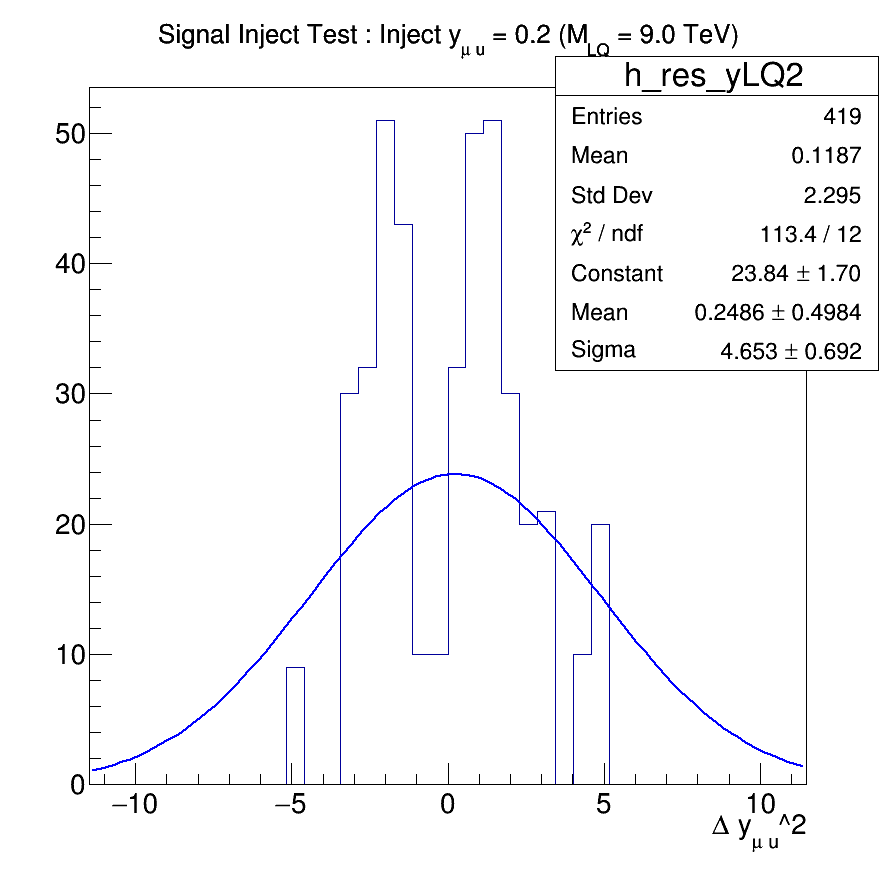 Signal Inject Test : Inject y_μ u = 0.2 (M_LQ = 9.0 TeV)
h_res_yLQ2
Entries 419
Mean 0.1187
Std Dev 2.295
χ² / ndf 113.4 / 12
Constant 23.84 ± 1.70
Mean 0.2486 ± 0.4984
Sigma 4.653 ± 0.692
50
40
30
20
10
0
−10 −5 0 5 10
Δ y_μ u^2